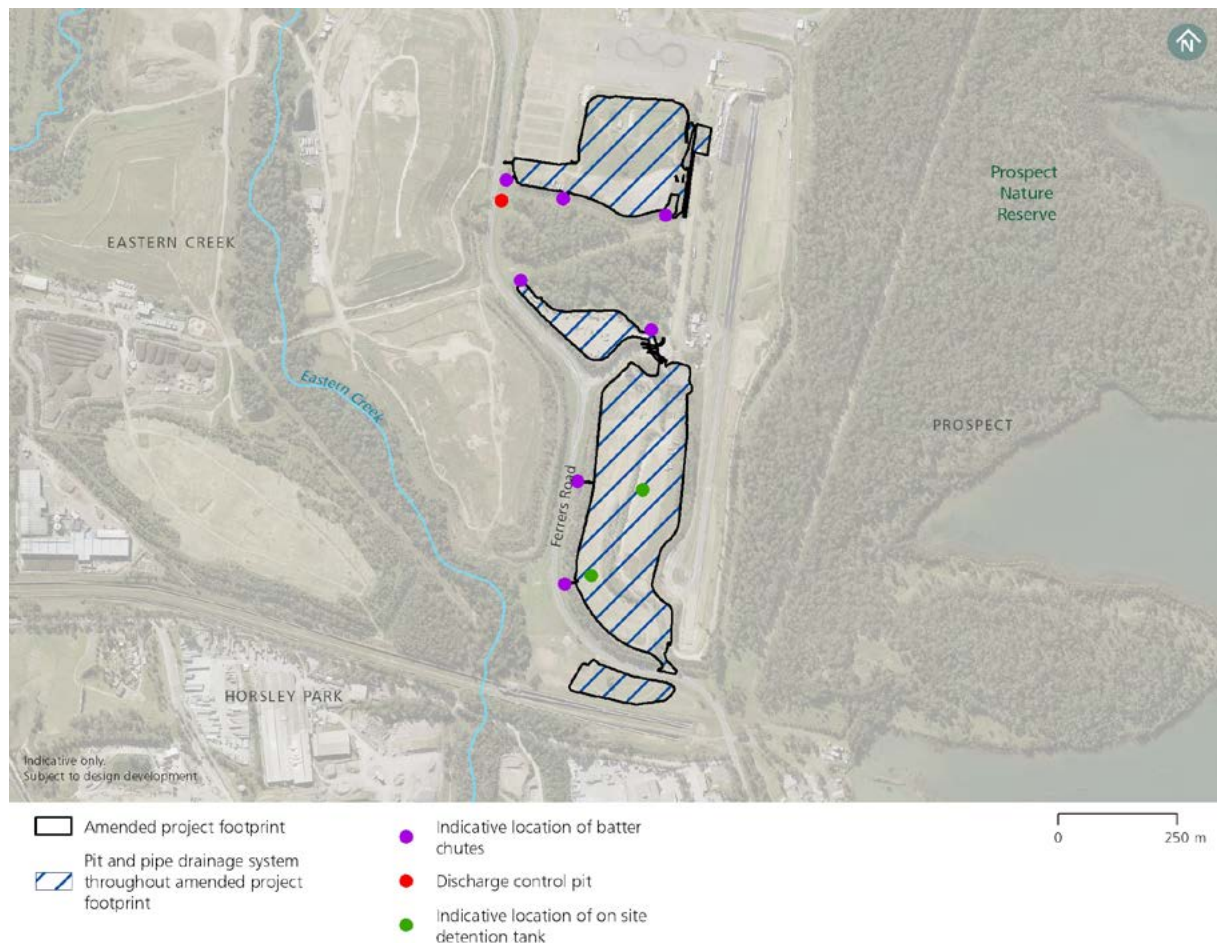 N
Prospect
Nature
Reserve
EASTERN CREEK
Eastern Creek
PROSPECT
Ferrers Road
HORSLEY PARK
Indicative only.
Subject to design development
Amended project footprint
Pit and pipe drainage system
throughout amended project
footprint
Indicative location of batter
chutes
Discharge control pit
Indicative location of on site
detention tank
0 250 m